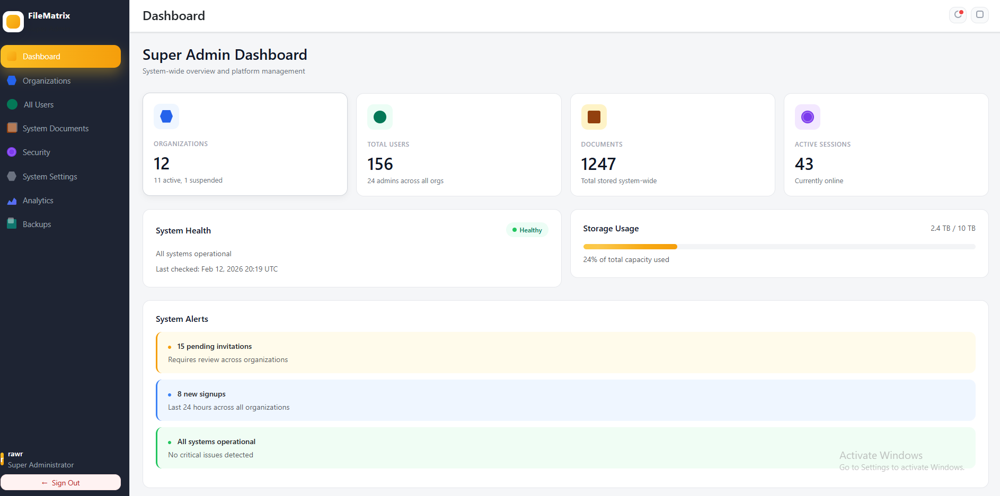 FileMatrix
Dashboard
Organizations
All Users
System Documents
Security
System Settings
Analytics
Backups
rawr
Super Administrator
← Sign Out
Dashboard
Super Admin Dashboard
System-wide overview and platform management
ORGANIZATIONS
12
11 active, 1 suspended
TOTAL USERS
156
24 admins across all orgs
DOCUMENTS
1247
Total stored system-wide
ACTIVE SESSIONS
43
Currently online
System Health
Healthy
All systems operational
Last checked: Feb 12, 2026 20:19 UTC
Storage Usage
2.4 TB / 10 TB
24% of total capacity used
System Alerts
15 pending invitations
Requires review across organizations
8 new signups
Last 24 hours across all organizations
All systems operational
No critical issues detected
Activate Windows
Go to Settings to activate Windows.